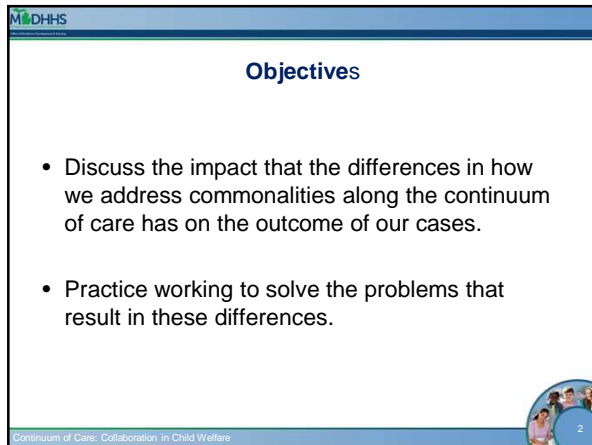 MDHHS
Objectives
• Discuss the impact that the differences in how
we address commonalities along the continuum
of care has on the outcome of our cases.
• Practice working to solve the problems that
result in these differences.
Continuum of Care: Collaboration in Child Welfare
2